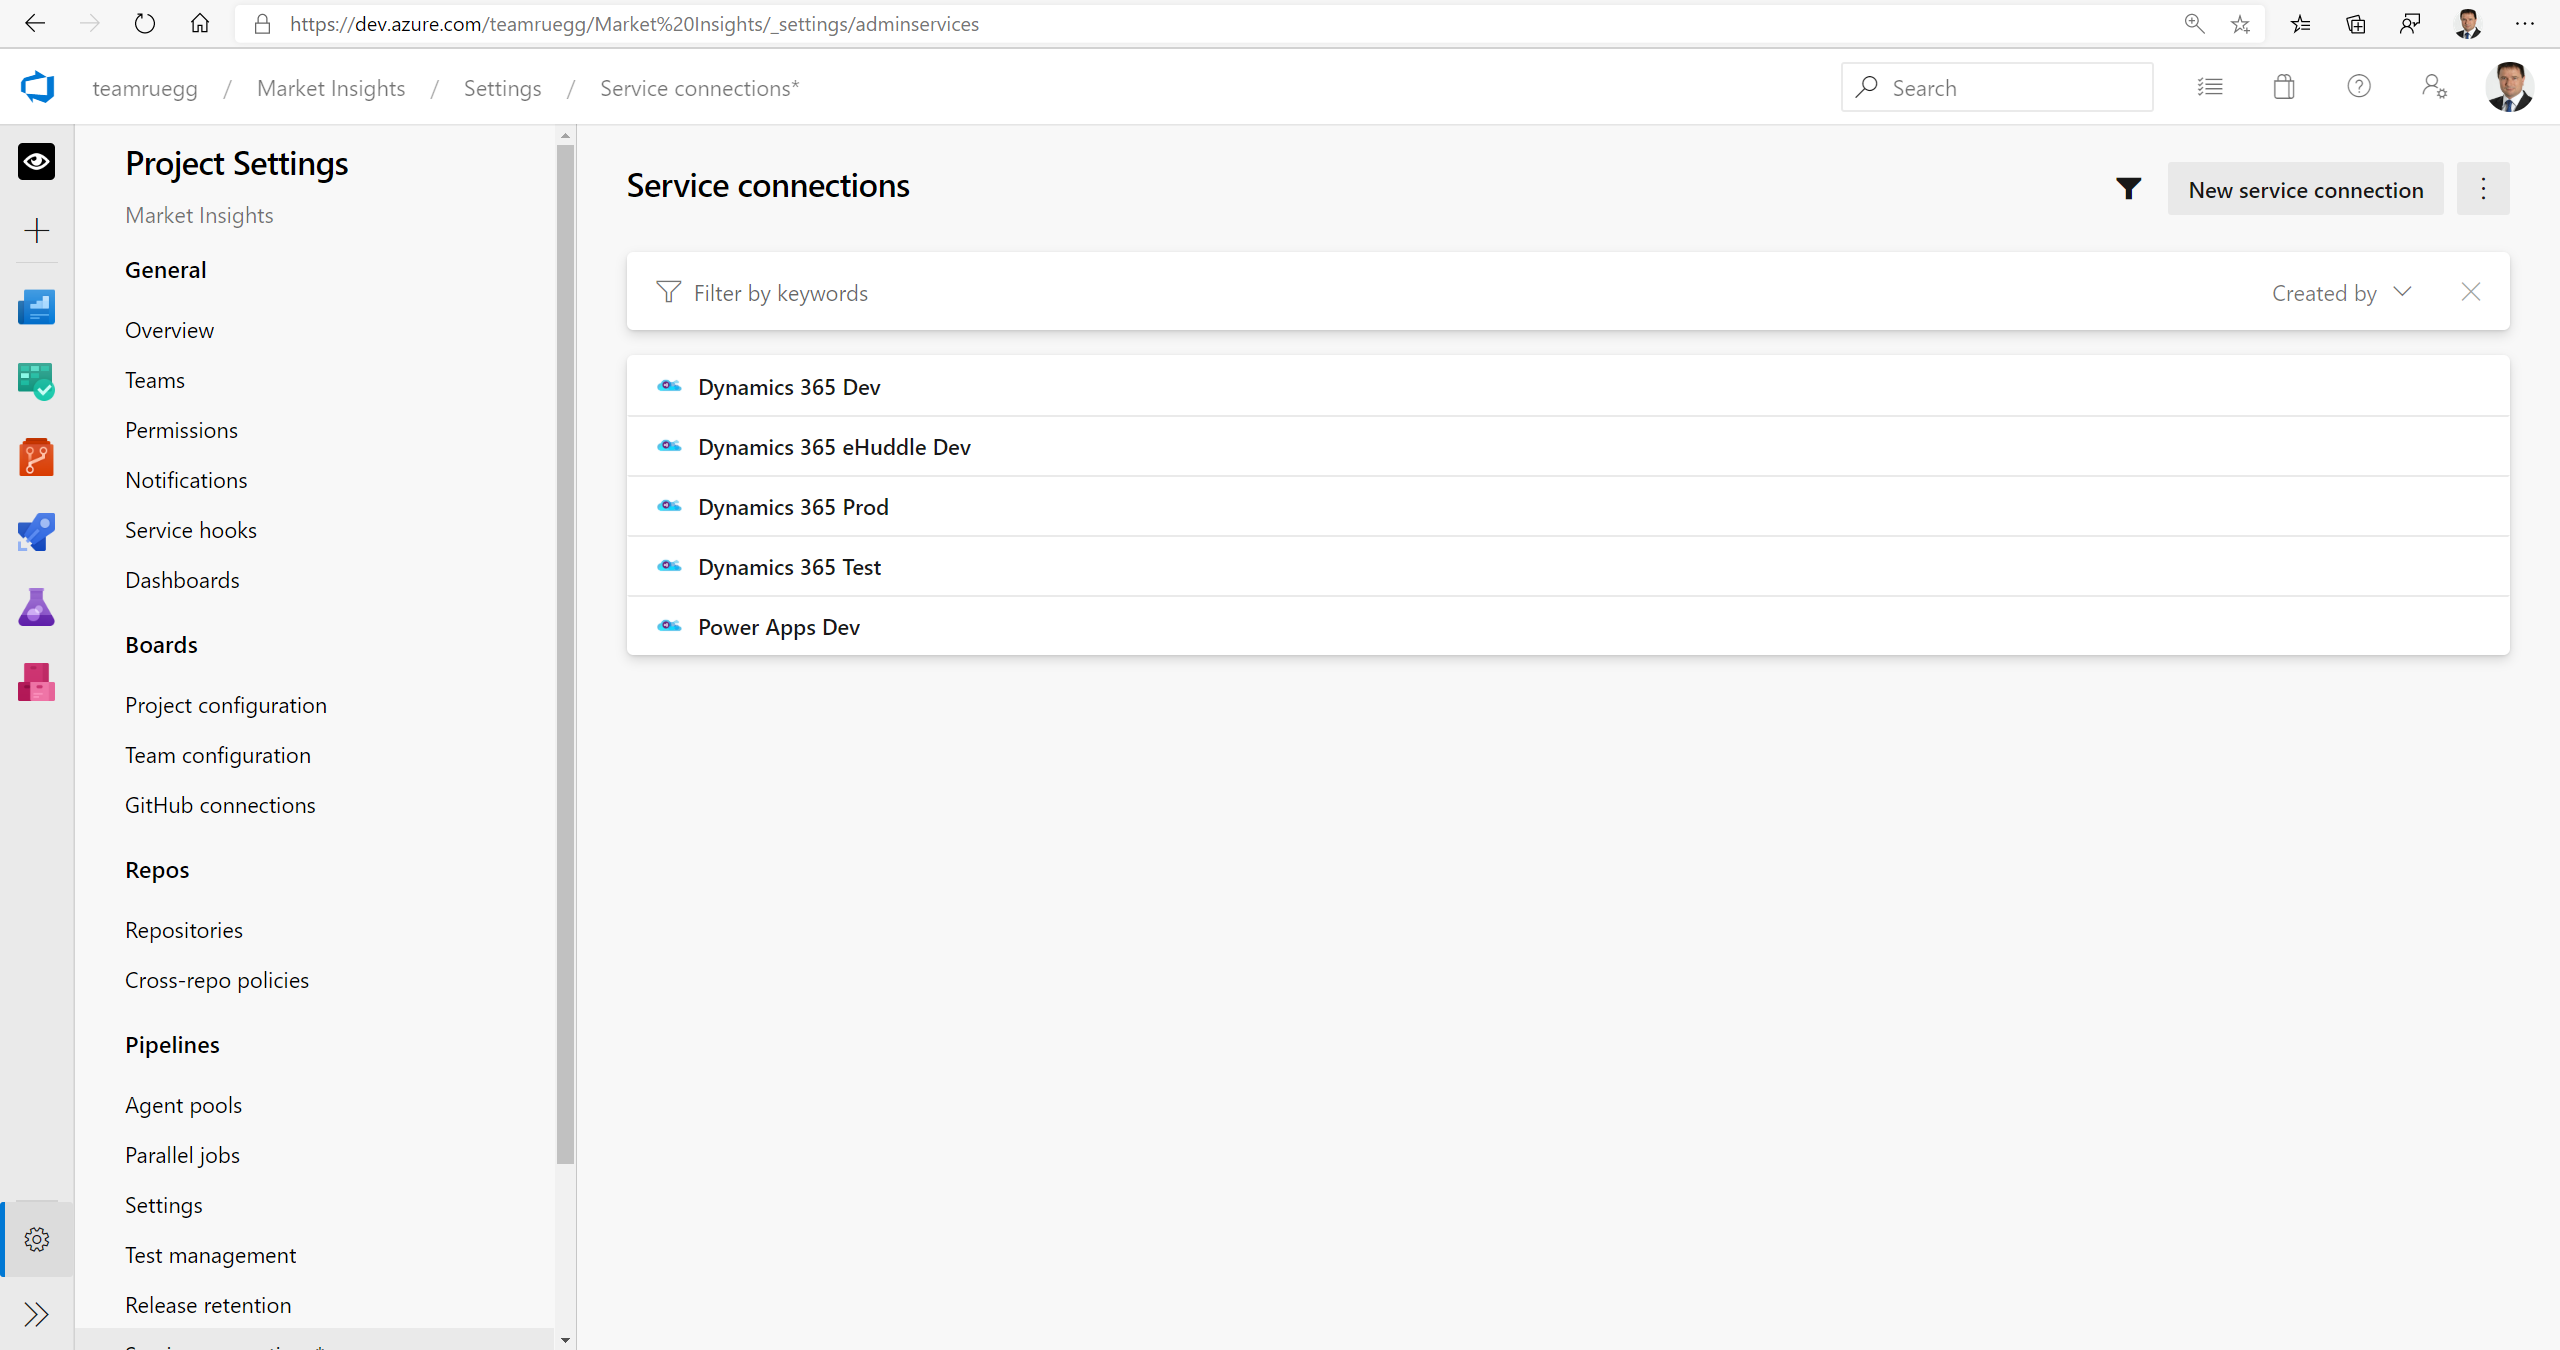 https://dev.azure.com/teamruegg/Market%20Insights/_settings/adminservices
teamruegg / Market Insights / Settings / Service connections*
Search
Project Settings
Market Insights
General
Overview
Teams
Permissions
Notifications
Service hooks
Dashboards
Boards
Project configuration
Team configuration
GitHub connections
Repos
Repositories
Cross-repo policies
Pipelines
Agent pools
Parallel jobs
Settings
Test management
Release retention
Service connections
New service connection
Filter by keywords
Created by
Dynamics 365 Dev
Dynamics 365 eHuddle Dev
Dynamics 365 Prod
Dynamics 365 Test
Power Apps Dev